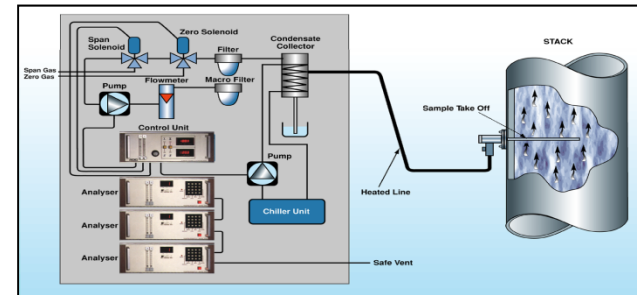 Zero Solenoid
Span
Solenoid
Filter
Condensate
Collector
STACK
Span Gas
Zero Gas
Flowmeter
Macro Filter
Pump
Sample Take Off
Control Unit
Pump
Analyser
Heated Line
Analyser
Chiller Unit
Analyser
Safe Vent